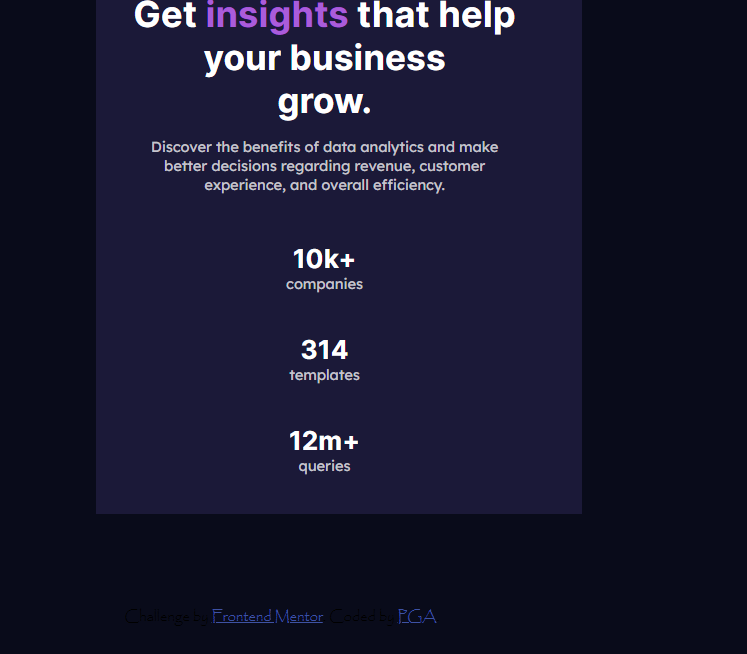 Get insights that help
your business
grow.
Discover the benefits of data analytics and make
better decisions regarding revenue, customer
experience, and overall efficiency.
10k+
companies
314
templates
12m+
queries
Challenge by Frontend Mentor. Coded by PGA